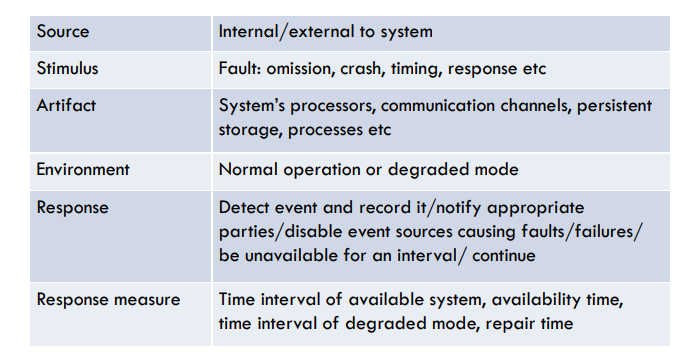 Source Internal/external to system
Stimulus Fault: omission, crash, timing, response etc
Artifact System's processors, communication channels, persistent
storage, processes etc
Environment Normal operation or degraded mode
Response Detect event and record it/notify appropriate
parties/disable event sources causing faults/failures/
be unavailable for an interval/ continue
Response measure Time interval of available system, availability time,
time interval of degraded mode, repair time